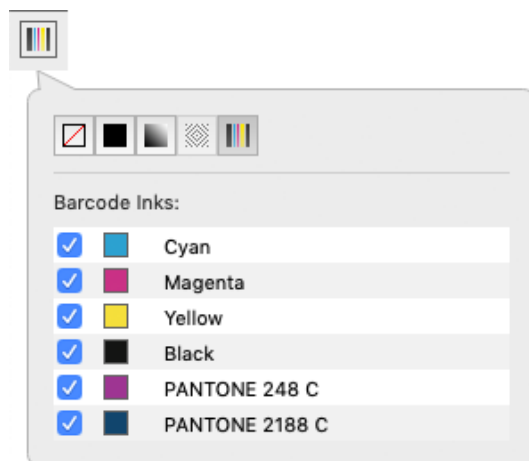 Barcode Inks:
Cyan
Magenta
Yellow
Black
PANTONE 248 C
PANTONE 2188 C